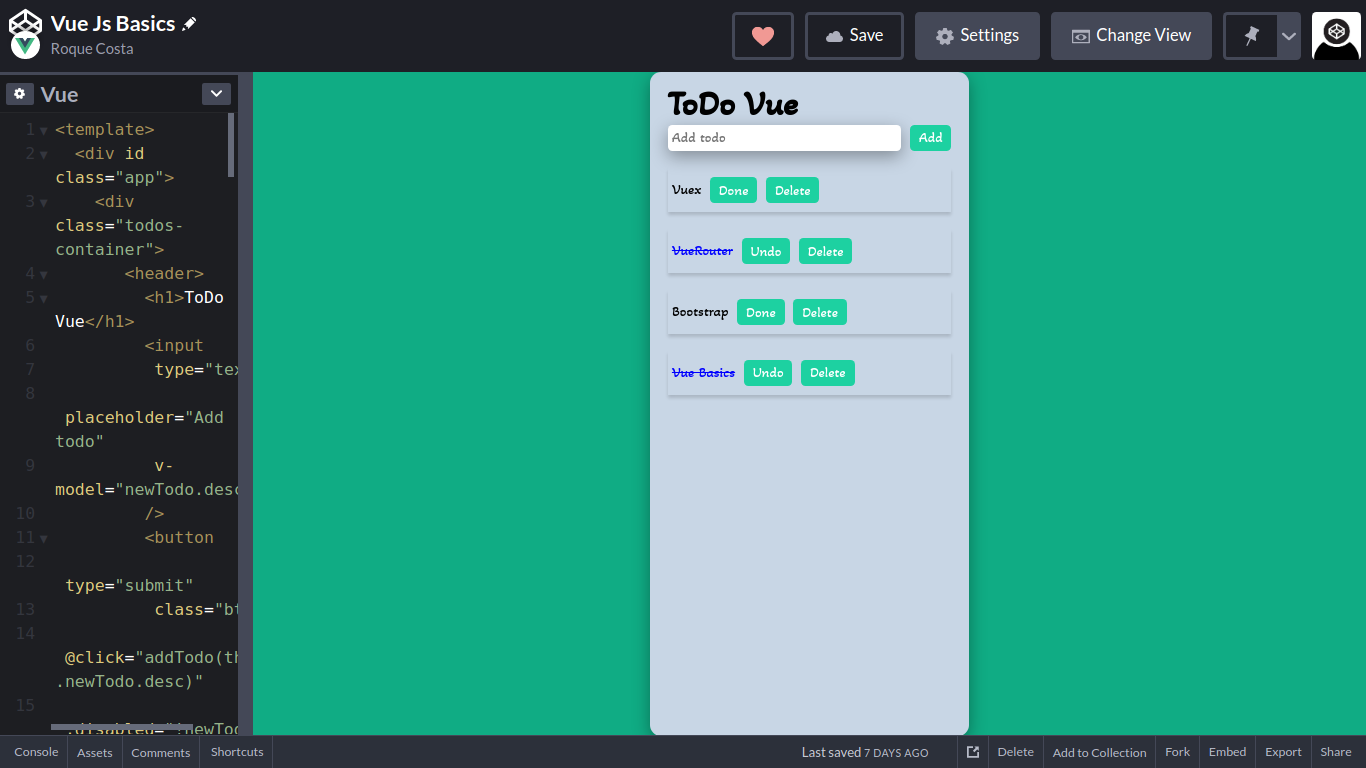 Vue Js Basics
Roque Costa
Save
Settings
Change View
Vue
1 <template>
2 <div id
class="app">
3 <div
class="todos-
container">
4 <header>
5 <h1>ToDo
Vue</h1>
6 <input
7 type="tex
8
placeholder="Add
todo"
9 v-
model="newTodo.desc
10 />
11 <button
12
type="submit"
13 class="bt
14
@click="addTodo(th
.newTodo.desc)"
15
:disabled="!newTod
ToDo Vue
Add todo
Add
Vuex Done Delete
VueRouter Undo Delete
Bootstrap Done Delete
Vue Basics Undo Delete
Console Assets Comments Shortcuts Last saved 7 DAYS AGO Delete Add to Collection Fork Embed Export Share